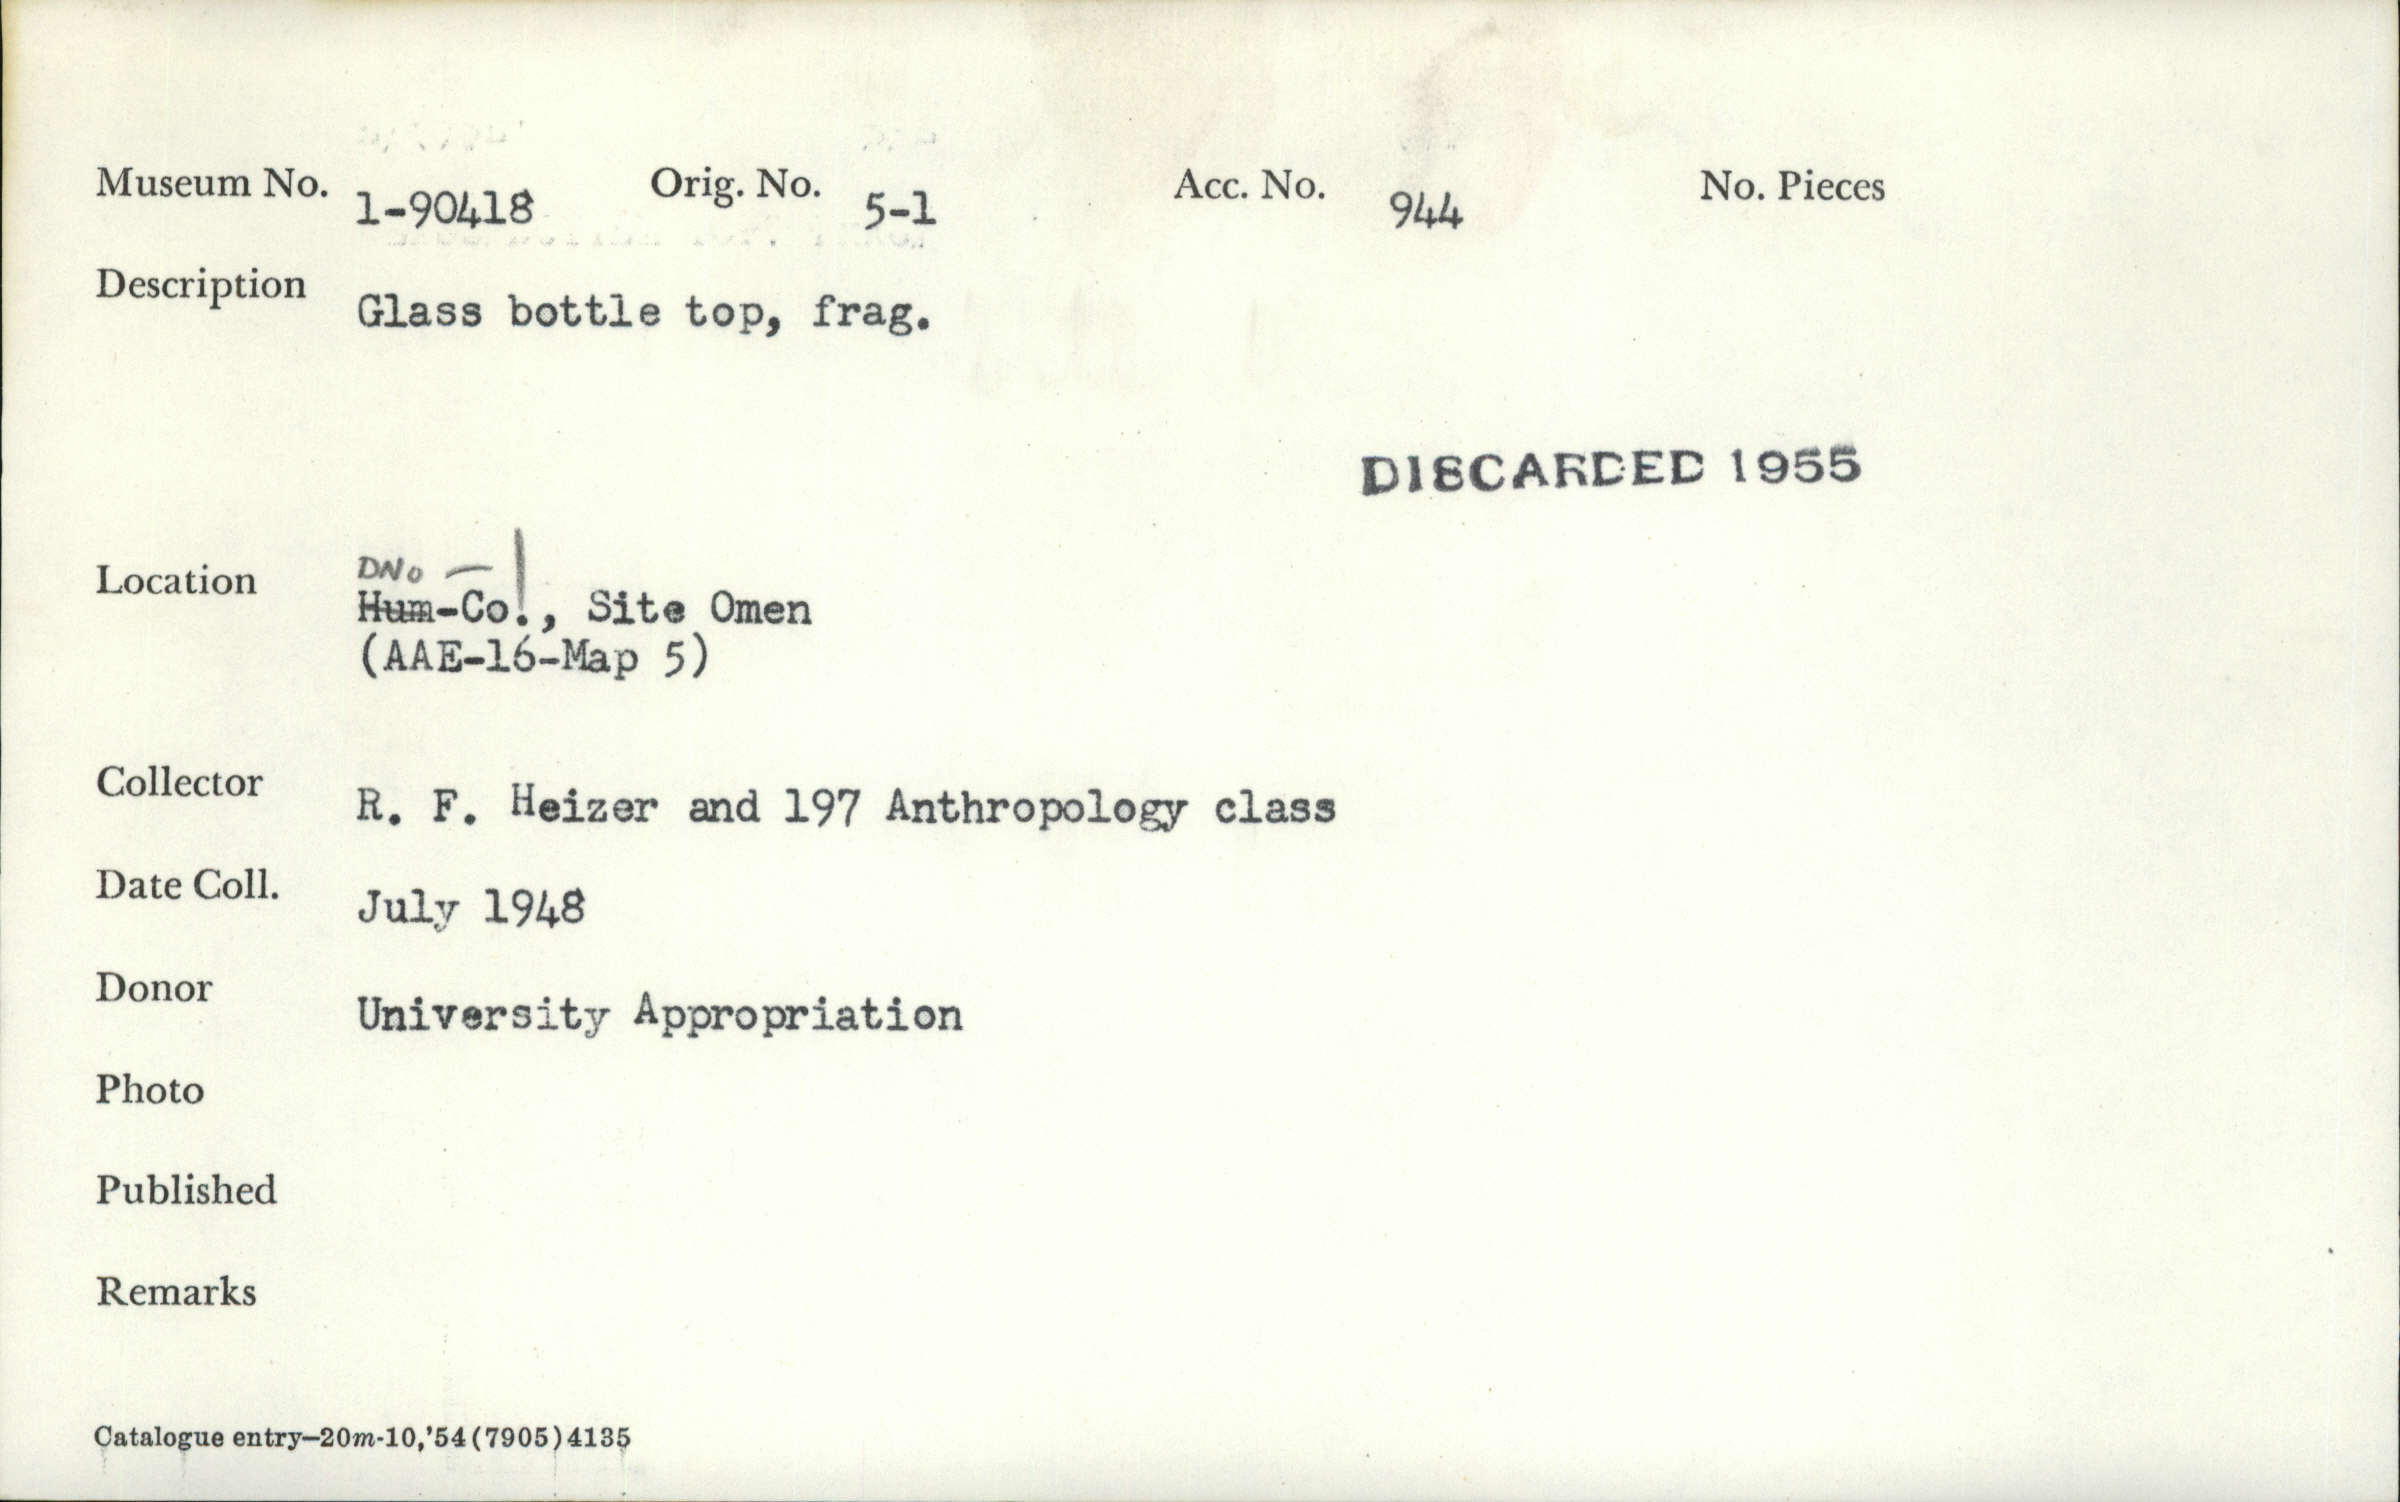 Museum No. 1-90418 Orig. No. 5-1 Acc. No. 944 No. Pieces
Description Glass bottle top, frag.
DISCARDED 1955
DNo —
Location Hum-Co., Site Omen
(AAE-16-Map 5)
Collector R. F. Heizer and 197 Anthropology class
Date Coll. July 1948
Donor University Appropriation
Photo
Published
Remarks
Catalogue entry—20m-10,'54(7905)4135